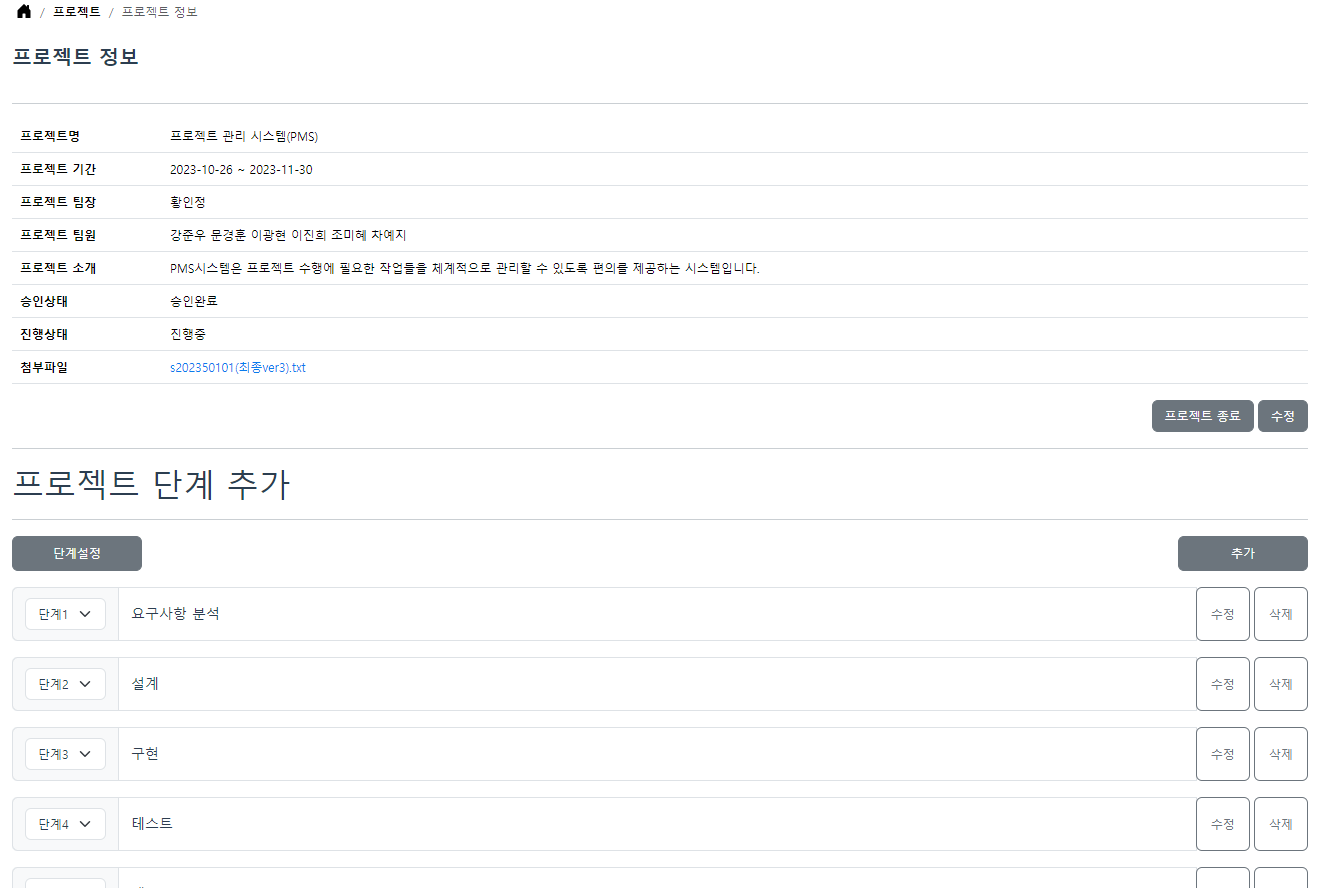 / 프로젝트 / 프로젝트 정보
프로젝트 정보
프로젝트명 프로젝트 관리 시스템(PMS)
프로젝트 기간 2023-10-26 ~ 2023-11-30
프로젝트 팀장 황인정
프로젝트 팀원 강준우 문경훈 이광현 이진희 조미혜 차예지
프로젝트 소개 PMS시스템은 프로젝트 수행에 필요한 작업들을 체계적으로 관리할 수 있도록 편의를 제공하는 시스템입니다.
승인상태 승인완료
진행상태 진행중
첨부파일 s202350101(최종ver3).txt
프로젝트 종료 수정
프로젝트 단계 추가
단계설정 추가
단계1 요구사항 분석 수정 삭제
단계2 설계 수정 삭제
단계3 구현 수정 삭제
단계4 테스트 수정 삭제